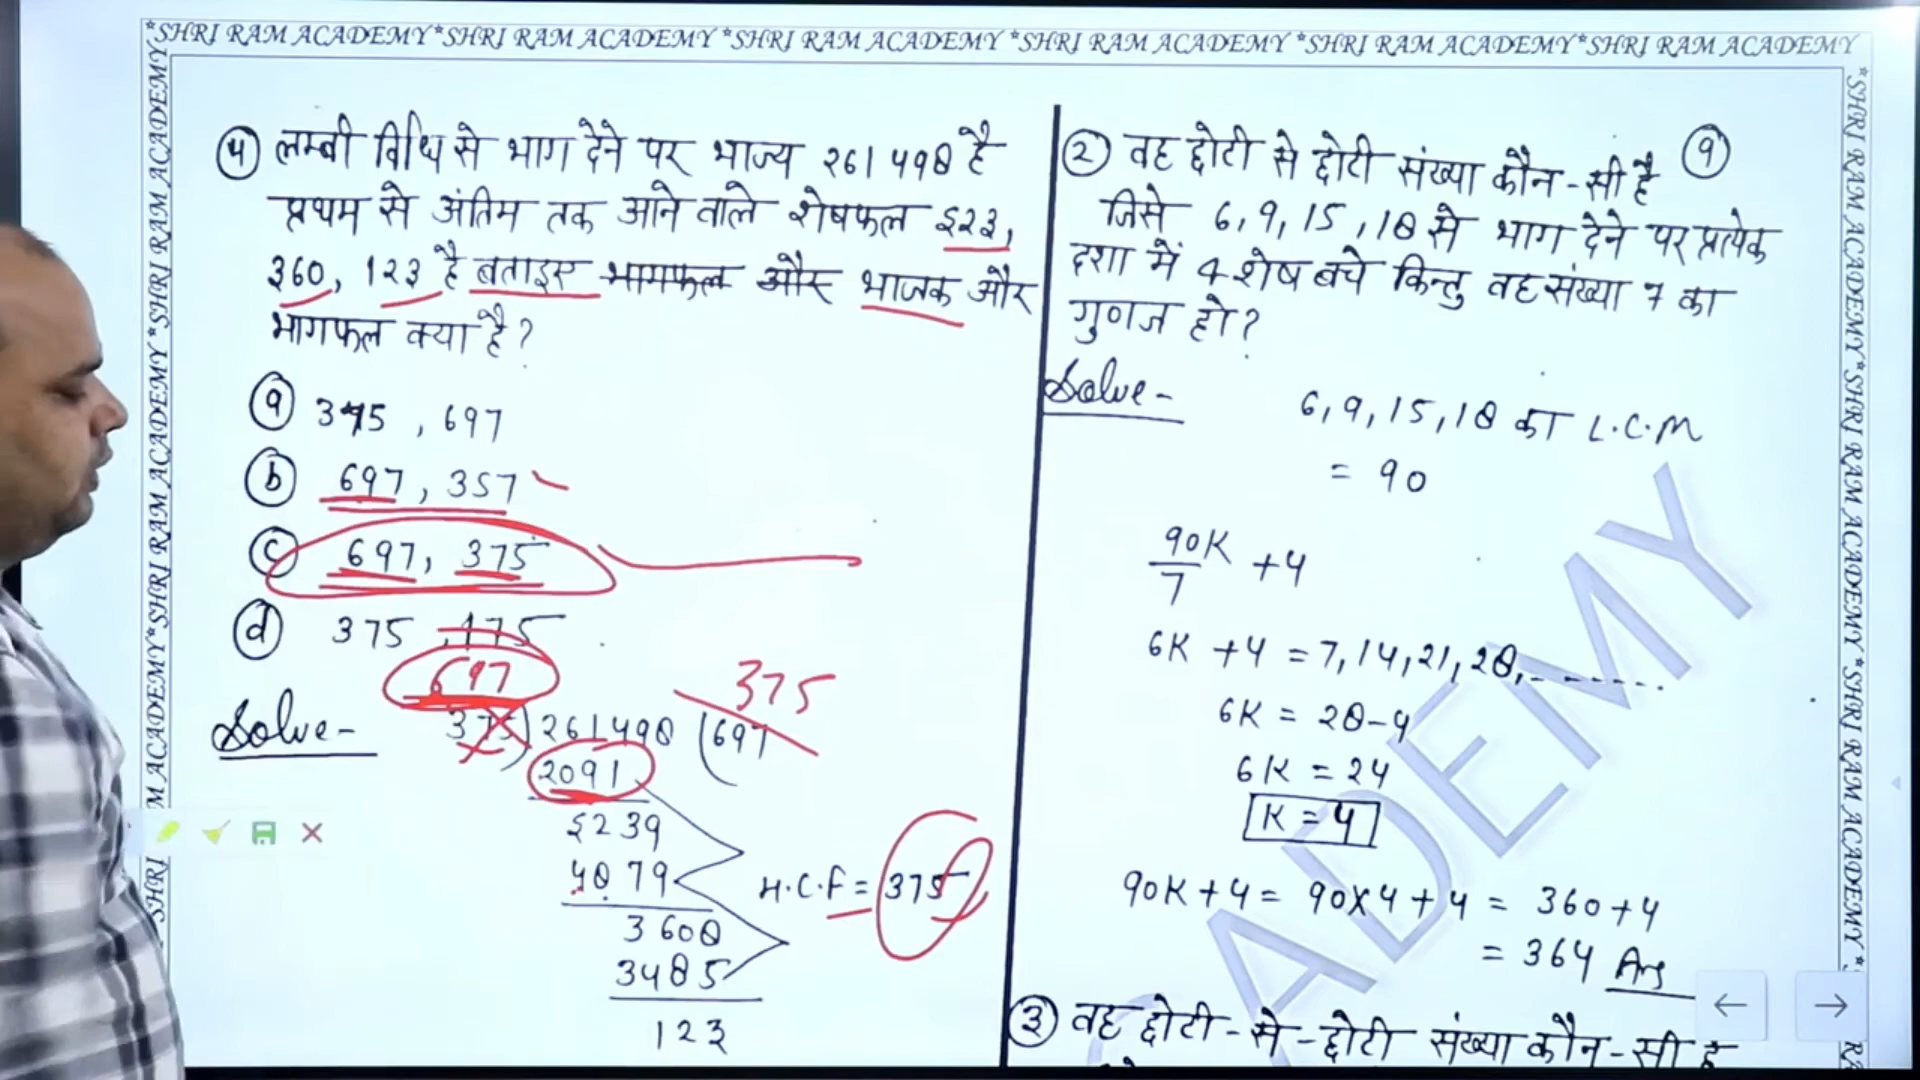 *SHRI RAM ACADEMY*SHRI RAM ACADEMY *SHRI RAM ACADEMY *SHRI RAM ACADEMY *SHRI RAM ACADEMY*SHRI RAM ACADEMY
४ लम्बी विधि से भाग देने पर भाज्य 261498 है
प्रथम से अंतिम तक आने वाले शेषफल 523,
360, 123 है बताइए भागफल और भाजक और
भागफल क्या है?
a 375, 697
b 697, 357
c 697, 375
d 375, 175
697
375
Solve-
375) 261498 (697
2091
5239
4879
3608
3485
123
H.C.F = 375
9
2 वह छोटी से छोटी संख्या कौन-सी है
जिसे 6, 9, 15, 18 से भाग देने पर प्रत्येक
दशा में 4 शेष बचे किन्तु वह संख्या 7 का
गुणज हो?
Solve-
6, 9, 15, 18 का L.C.M
= 90
90K/7 + 4
6K + 4 = 7, 14, 21, 28, - - - - - -
6K = 28-4
6K = 24
K = 4
90K + 4 = 90X4 + 4 = 360+4
= 364 Ans
3 वह छोटी-से-छोटी संख्या कौन-सी है
ADEMY